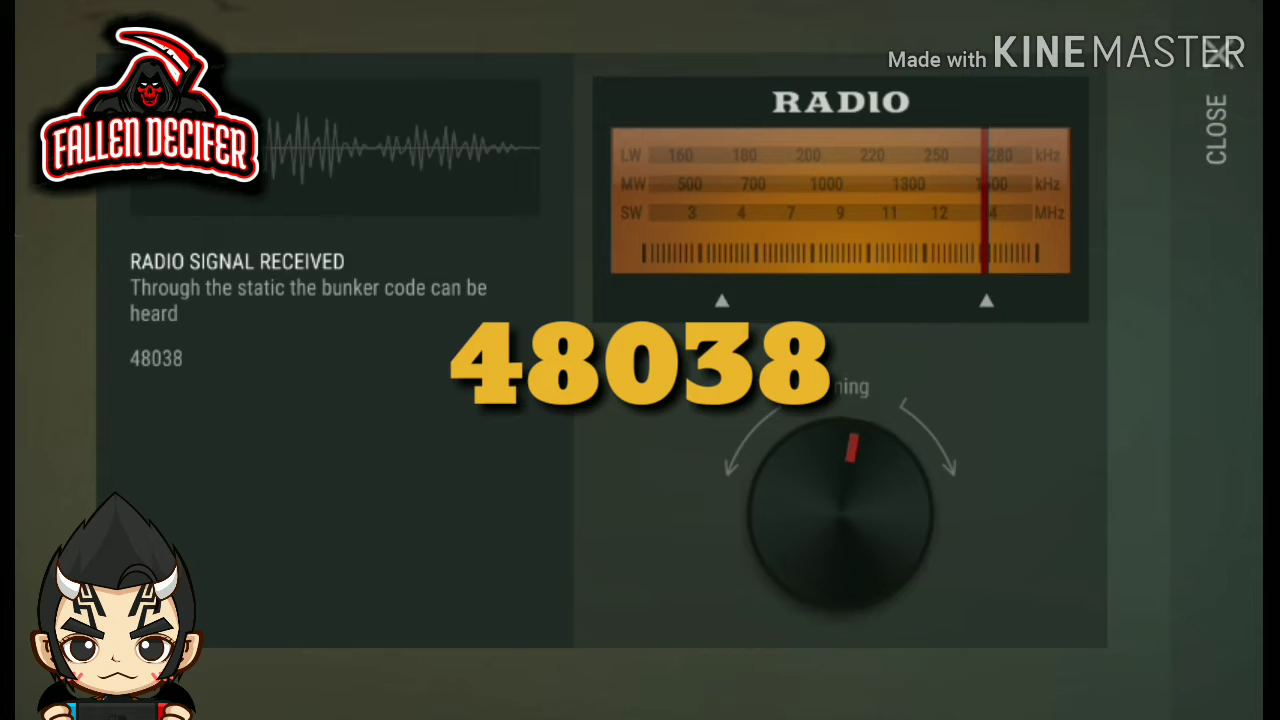 FALLEN DECIFER
Made with KINEMASTER
CLOSE
RADIO
LW 160 180 200 220 250 280 kHz
MW 500 700 1000 1300 kHz
SW 3 4 7 9 11 12 MHz
RADIO SIGNAL RECEIVED
Through the static the bunker code can be
heard
48038
48038